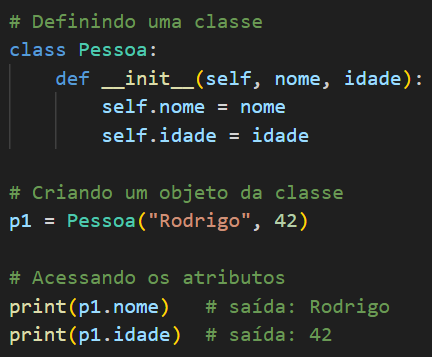 # Definindo uma classe
class Pessoa:
    def __init__(self, nome, idade):
        self.nome = nome
        self.idade = idade

# Criando um objeto da classe
p1 = Pessoa("Rodrigo", 42)

# Acessando os atributos
print(p1.nome)   # saída: Rodrigo
print(p1.idade)  # saída: 42